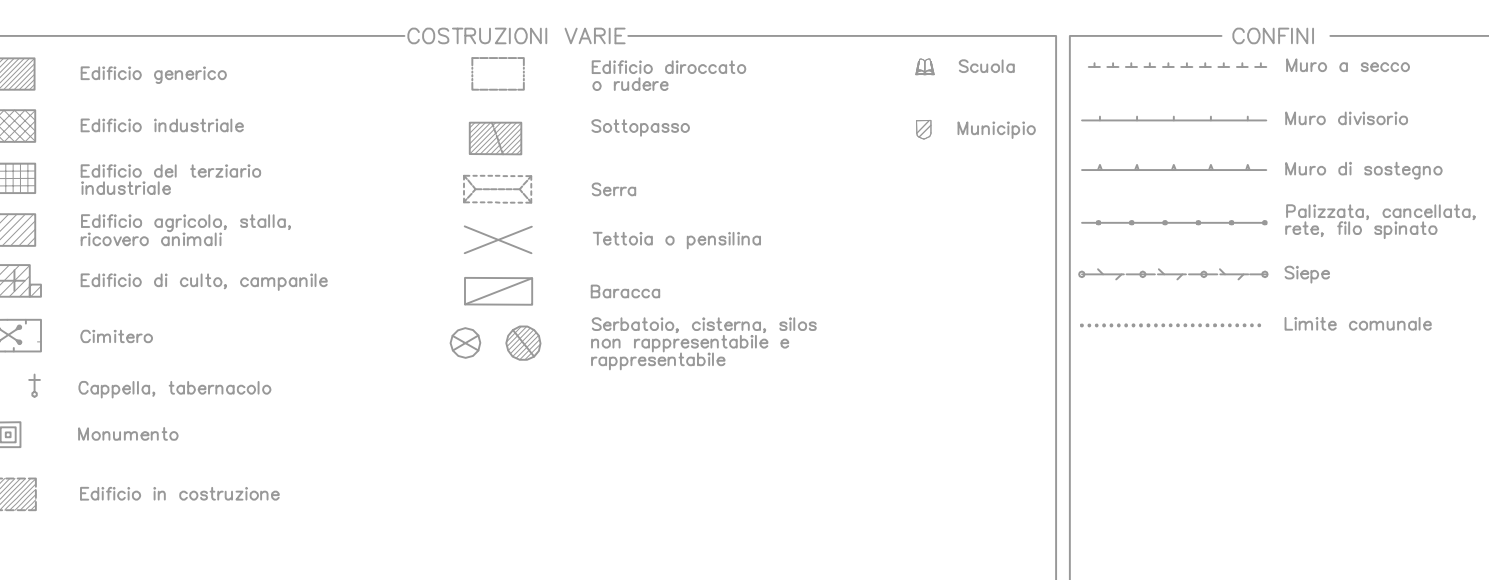 COSTRUZIONI VARIE
Edificio generico
Edificio industriale
Edificio del terziario
industriale
Edificio agricolo, stalla,
ricovero animali
Edificio di culto, campanile
Cimitero
Cappella, tabernacolo
Monumento
Edificio in costruzione
Edificio diroccato
o rudere
Sottopasso
Serra
Tettoia o pensilina
Baracca
Serbatoio, cisterna, silos
non rappresentabile e
rappresentabile
Scuola
Municipio
CONFINI
Muro a secco
Muro divisorio
Muro di sostegno
Palizzata, cancellata,
rete, filo spinato
Siepe
Limite comunale